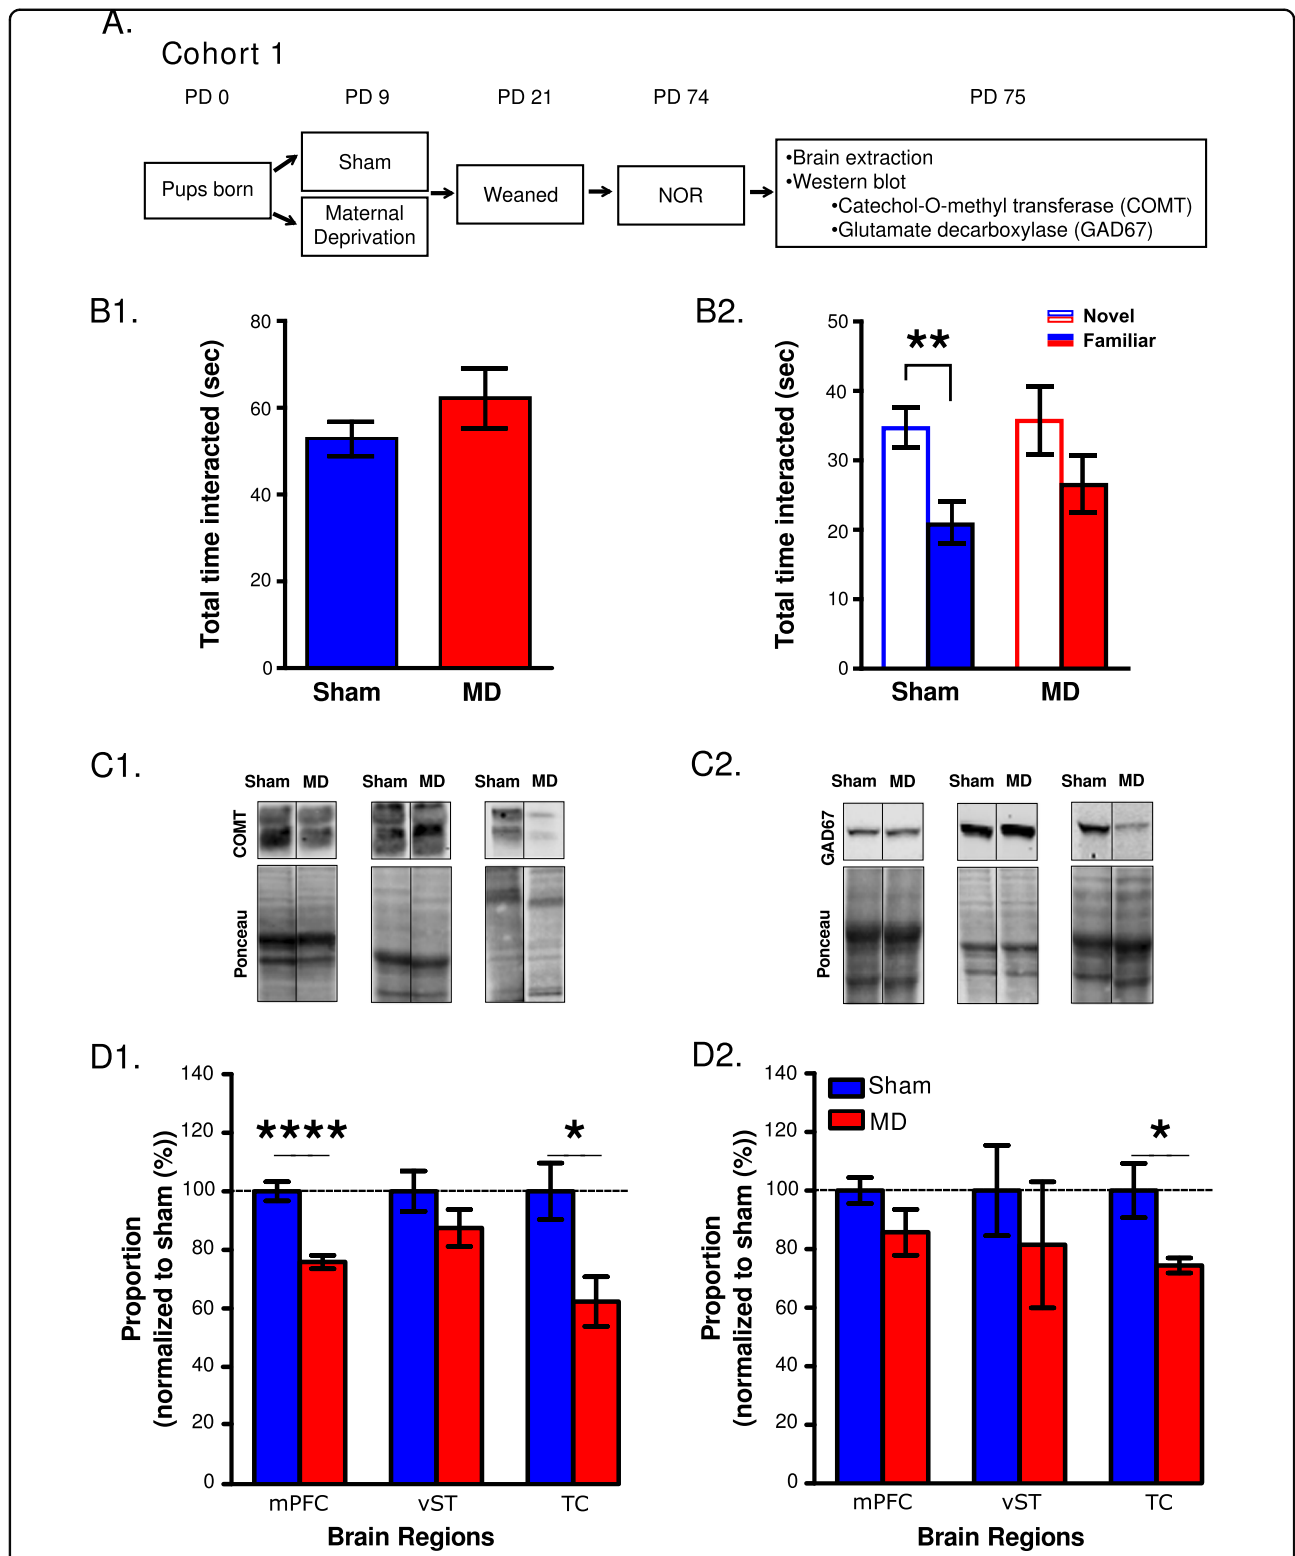 A.
Cohort 1
PD 0 PD 9 PD 21 PD 74 PD 75
Pups born
Sham
Maternal
Deprivation
Weaned
NOR
•Brain extraction
•Western blot
•Catechol-O-methyl transferase (COMT)
•Glutamate decarboxylase (GAD67)
B1.
Total time interacted (sec)
80
60
40
20
0
Sham MD
B2.
Total time interacted (sec)
50
40
30
20
10
0
**
Novel
Familiar
Sham MD
C1.
Sham MD Sham MD Sham MD
COMT
Ponceau
C2.
Sham MD Sham MD Sham MD
GAD67
Ponceau
D1.
Proportion
(normalized to sham (%))
140
120
100
80
60
40
20
0
**** *
mPFC vST TC
Brain Regions
D2.
Proportion
(normalized to sham (%))
140
120
100
80
60
40
20
0
Sham
MD
*
mPFC vST TC
Brain Regions